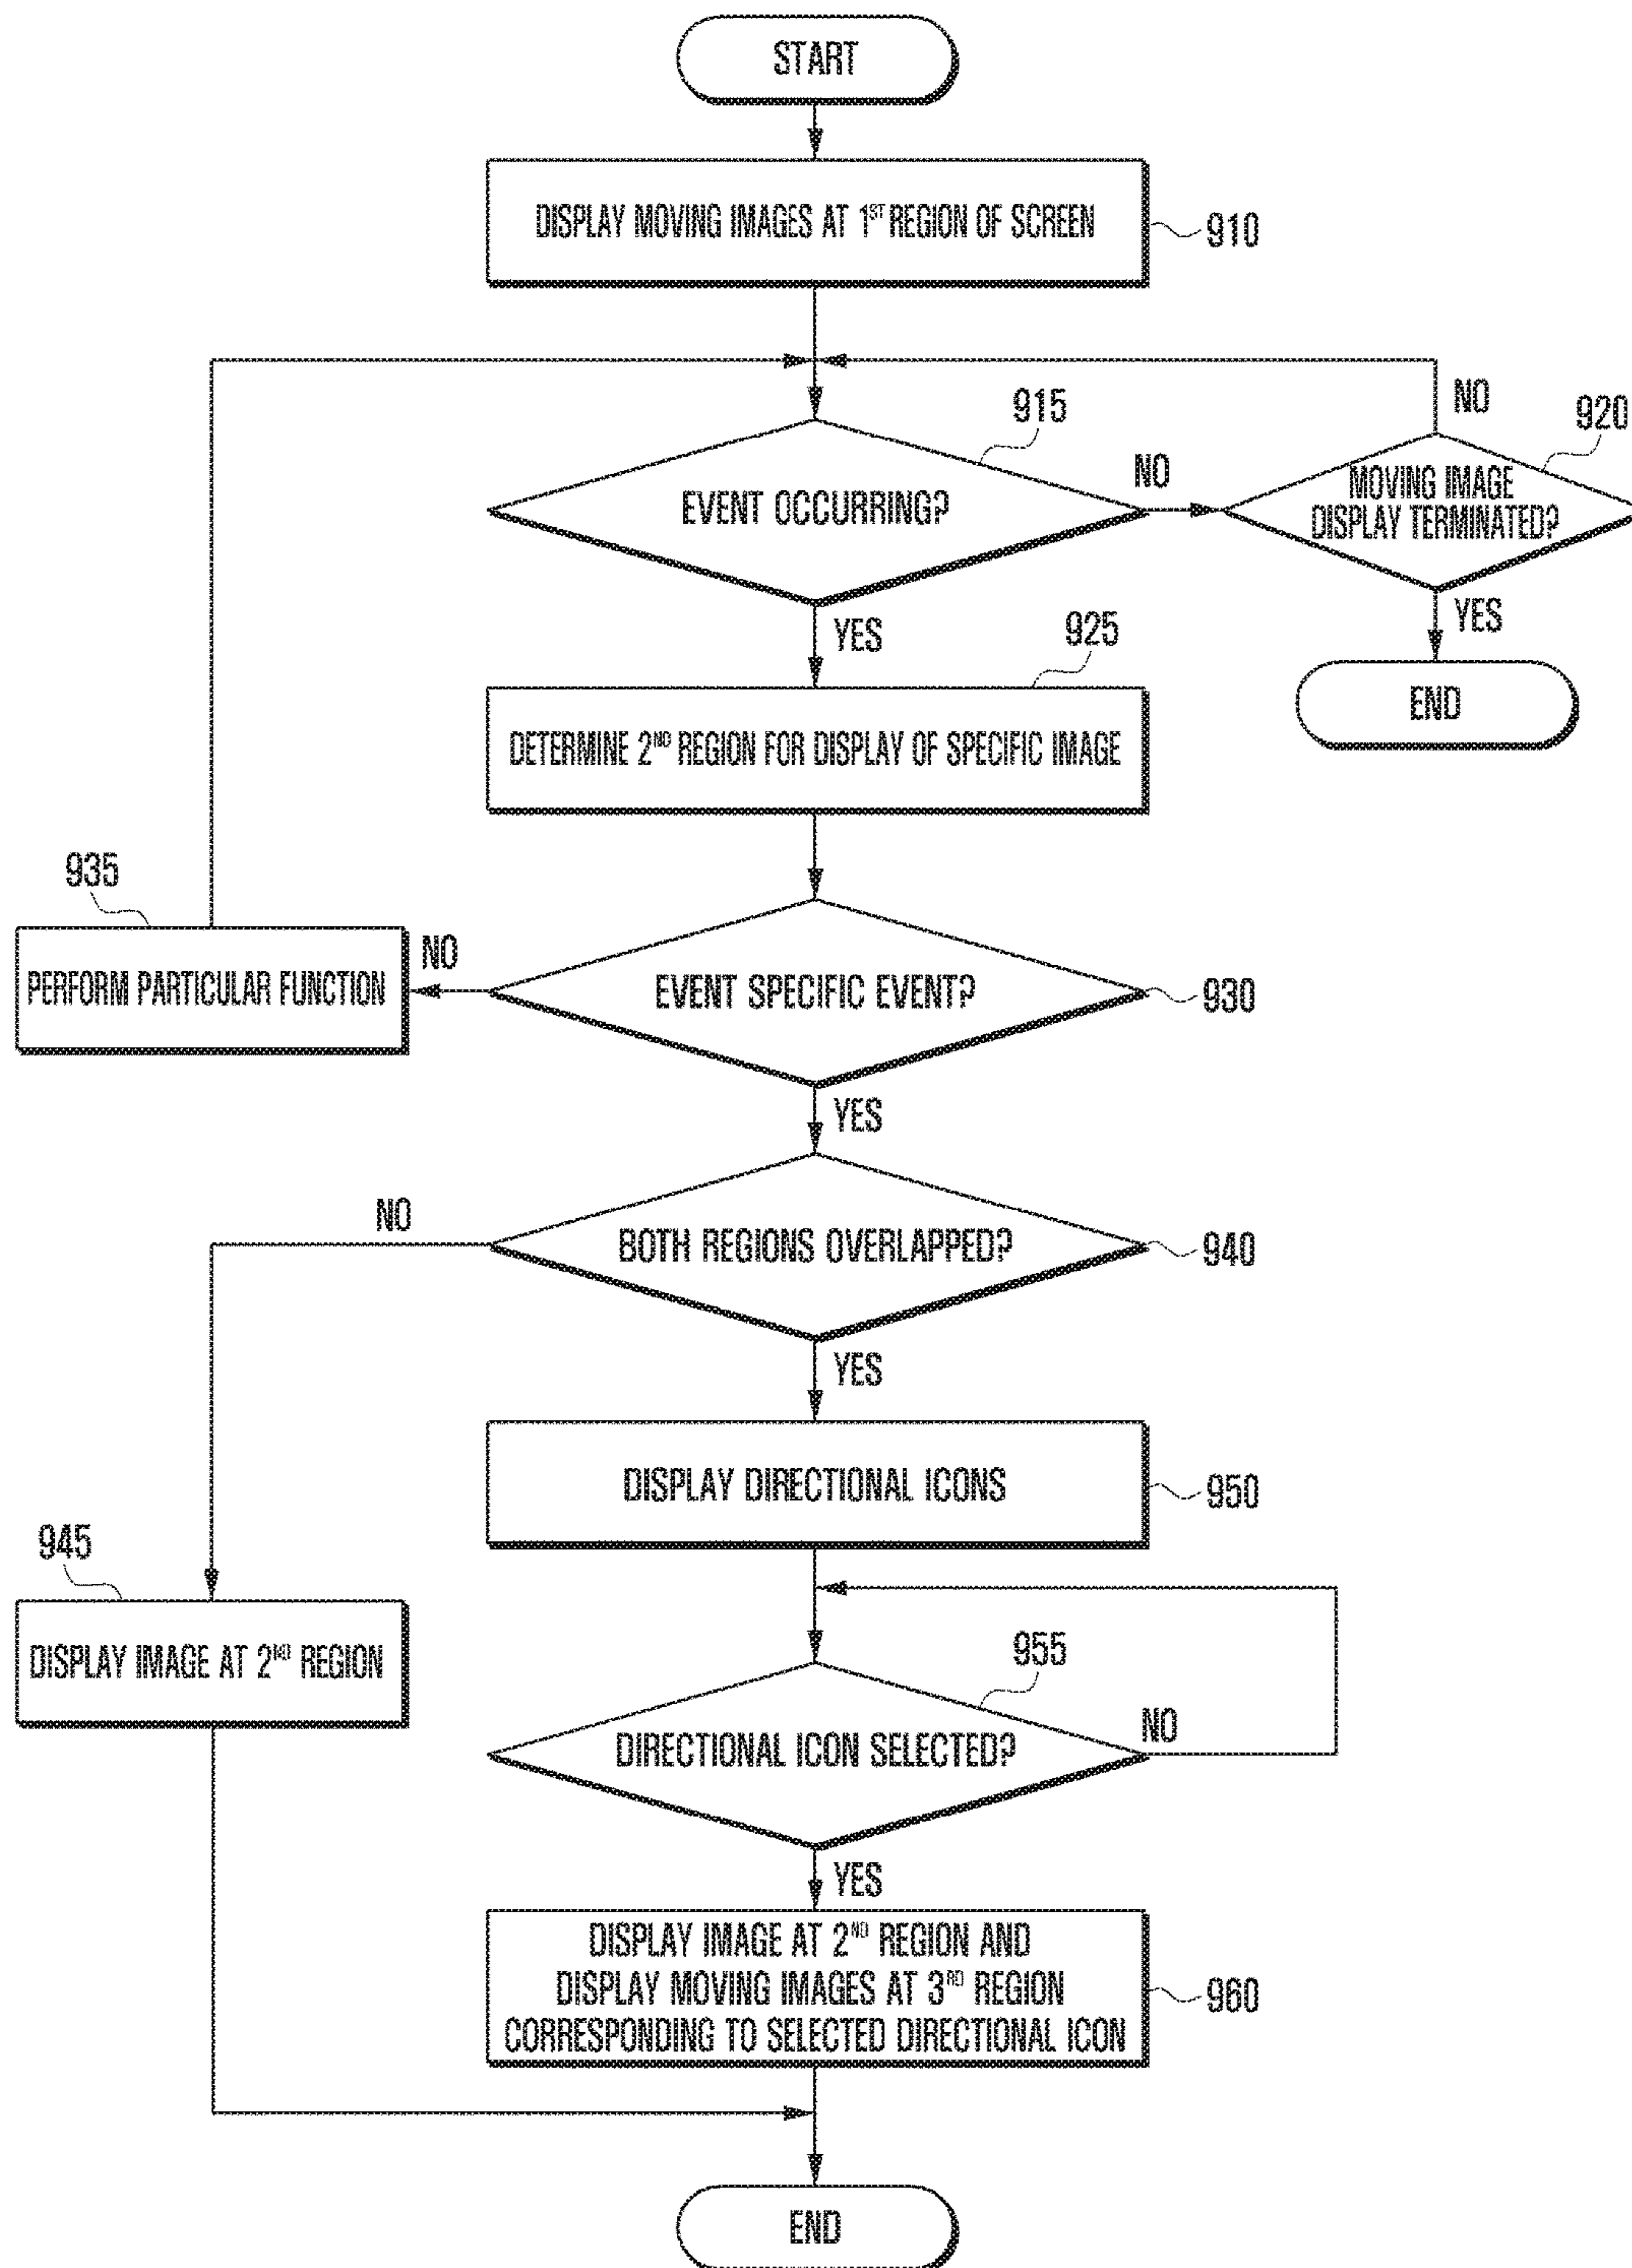 START
DISPLAY MOVING IMAGES AT 1ST REGION OF SCREEN
910
915
EVENT OCCURRING?
NO
NO
920
MOVING IMAGE
DISPLAY TERMINATED?
YES
END
YES
925
DETERMINE 2ND REGION FOR DISPLAY OF SPECIFIC IMAGE
935
PERFORM PARTICULAR FUNCTION
NO
EVENT SPECIFIC EVENT?
930
YES
NO
BOTH REGIONS OVERLAPPED?
940
YES
DISPLAY DIRECTIONAL ICONS
950
945
DISPLAY IMAGE AT 2ND REGION
955
DIRECTIONAL ICON SELECTED?
NO
YES
DISPLAY IMAGE AT 2ND REGION AND
DISPLAY MOVING IMAGES AT 3RD REGION
CORRESPONDING TO SELECTED DIRECTIONAL ICON
960
END